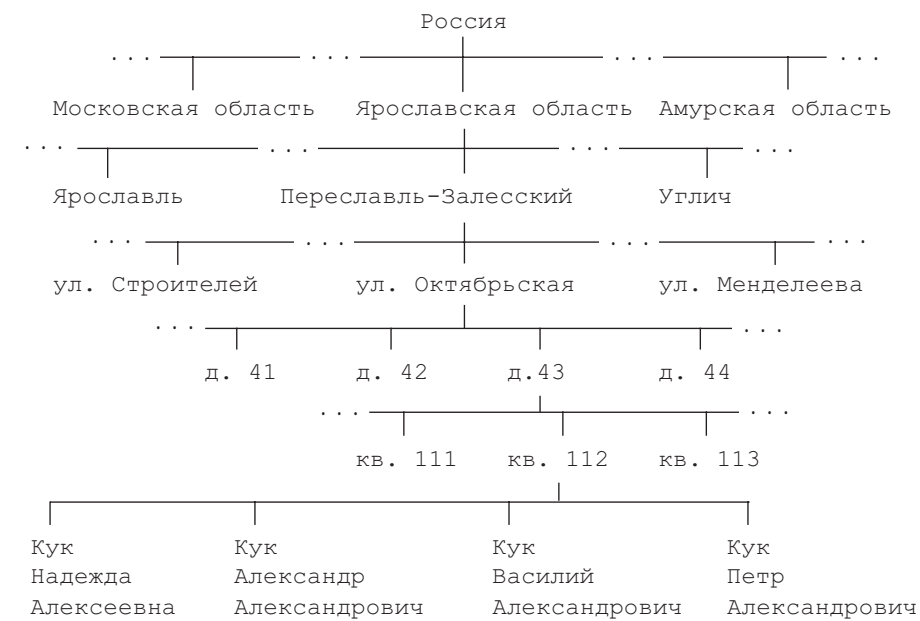 Россия
... ... ... ...
Московская область Ярославская область Амурская область
... ... ... ...
Ярославль Переславль-Залесский Углич
... ... ... ...
ул. Строителей ул. Октябрьская ул. Менделеева
... ...
д. 41 д. 42 д.43 д. 44
... ...
кв. 111 кв. 112 кв. 113
Кук Кук Кук Кук
Надежда Александр Василий Петр
Алексеевна Александрович Александрович Александрович